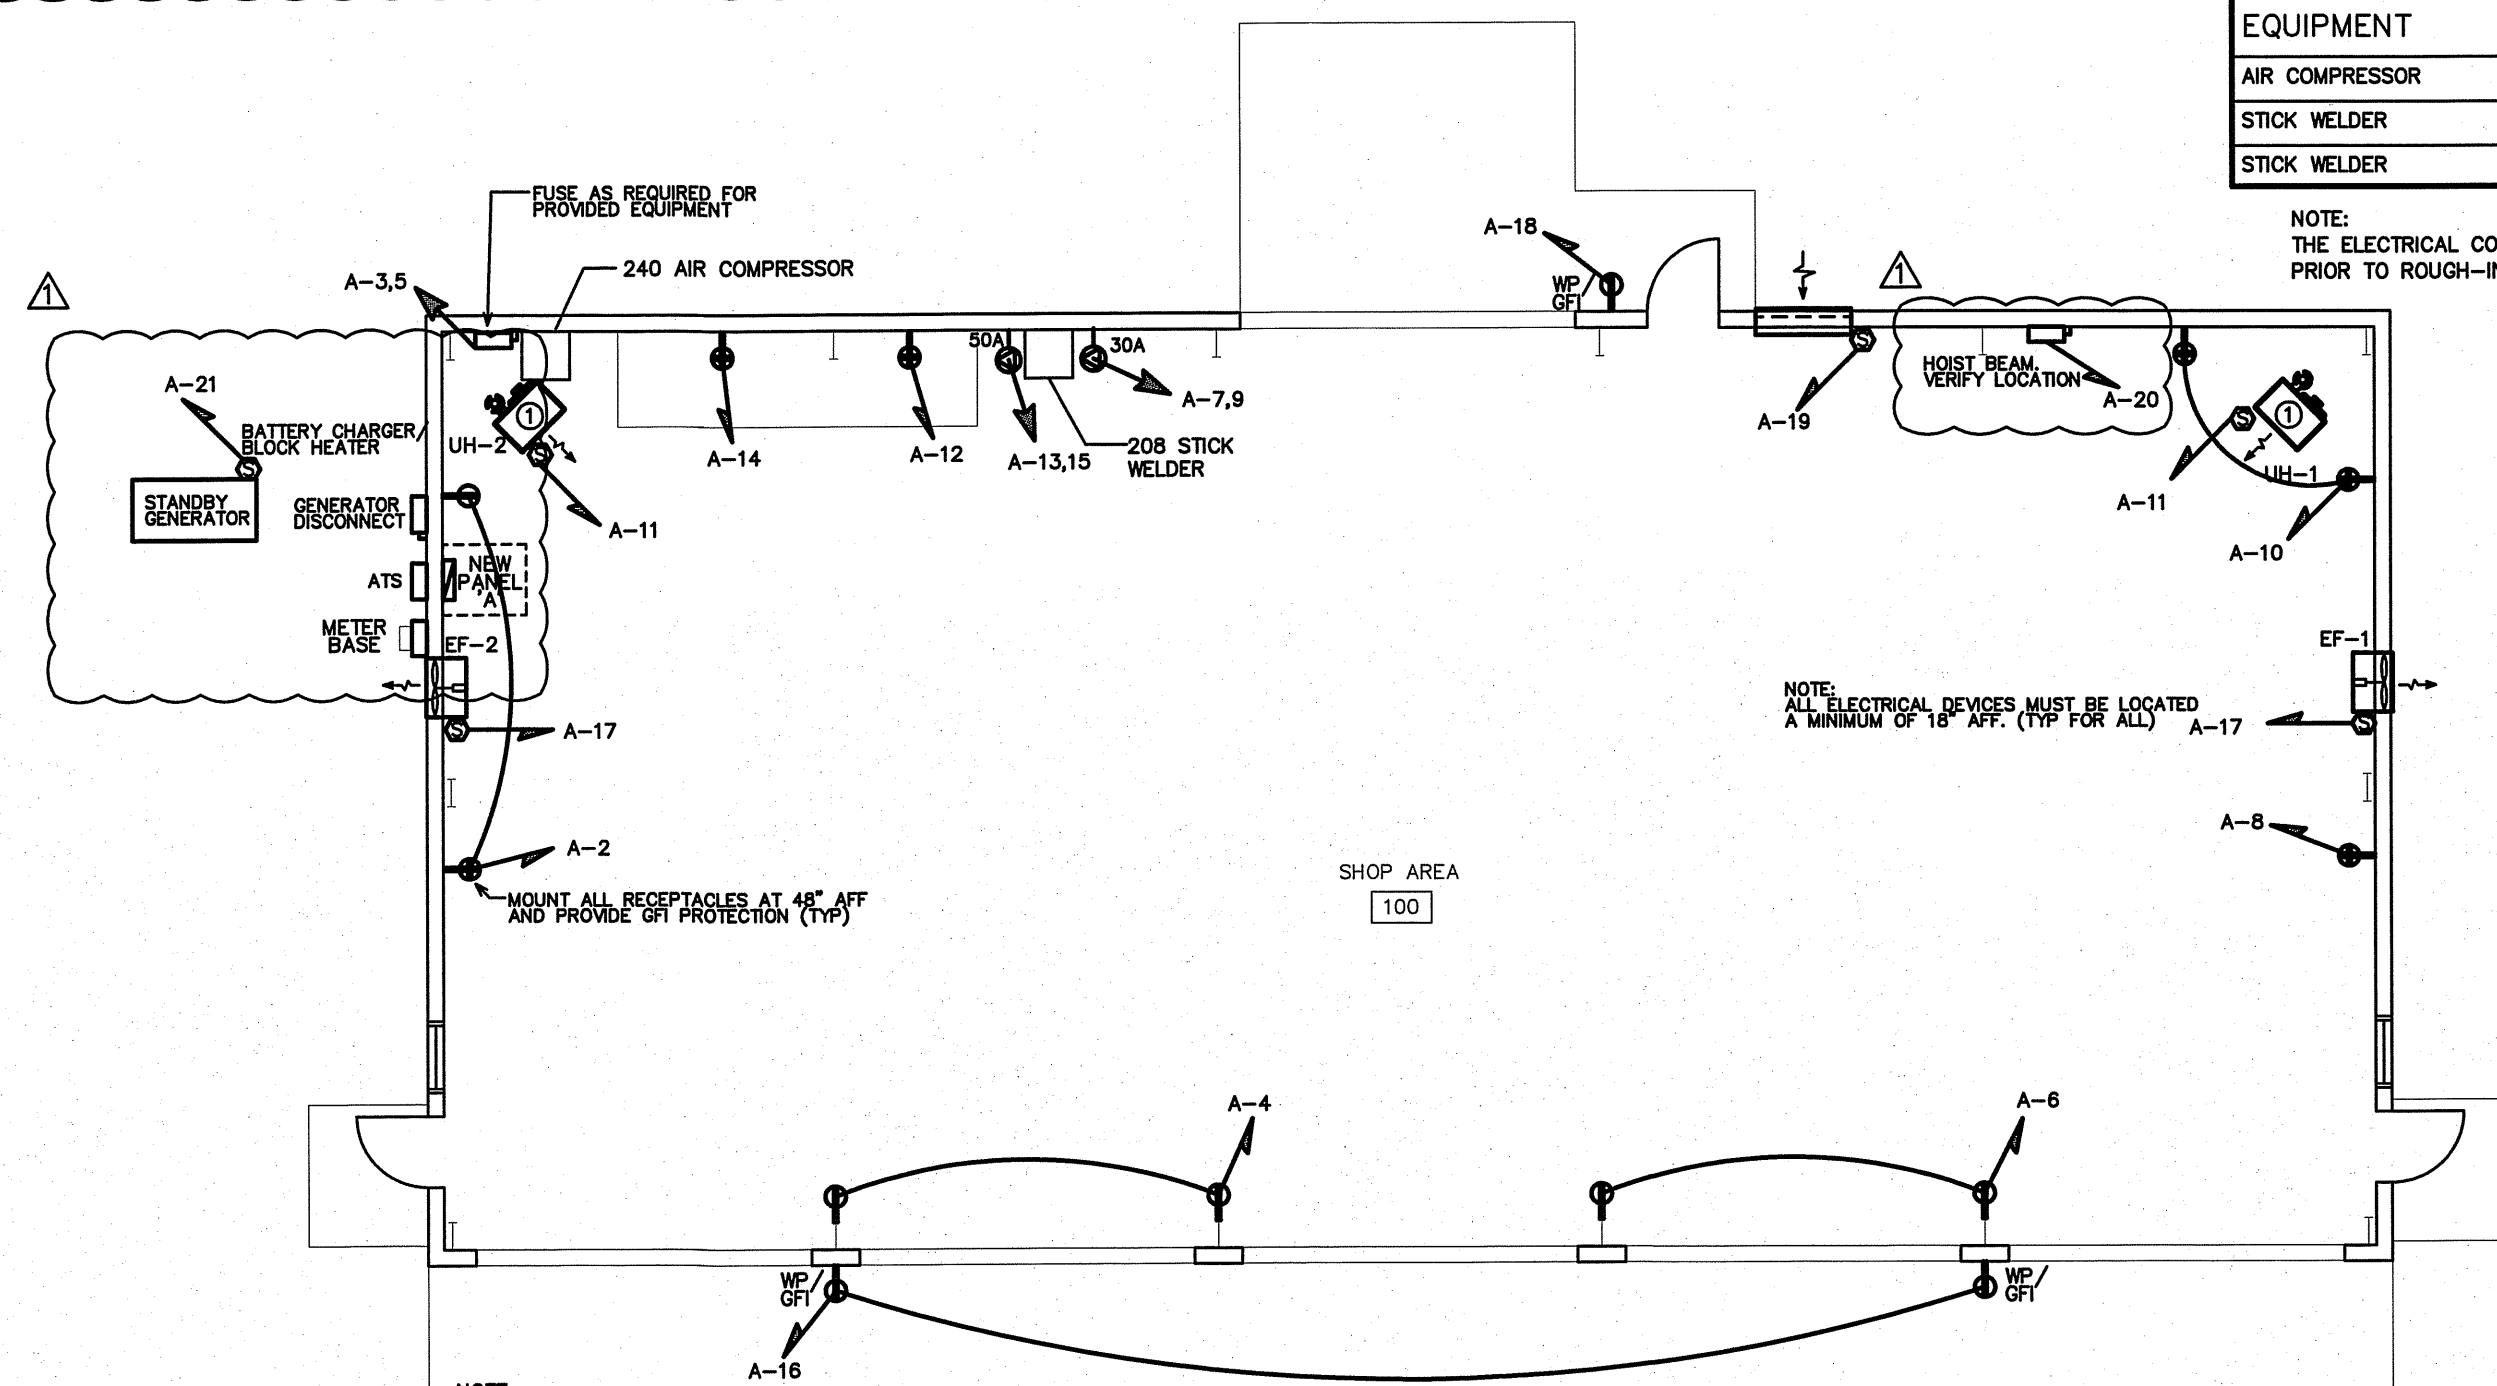 EQUIPMENT
AIR COMPRESSOR
STICK WELDER
STICK WELDER
NOTE:
THE ELECTRICAL CO
PRIOR TO ROUGH-IN
FUSE AS REQUIRED FOR
PROVIDED EQUIPMENT
240 AIR COMPRESSOR
A-3,5
1
A-18
WP
GFI
1
50A
30A
HOIST BEAM.
VERIFY LOCATION
A-20
A-19
A-21
BATTERY CHARGER/
BLOCK HEATER
UH-2
1
A-14
A-12
A-13,15
A-7,9
208 STICK
WELDER
1
UH-1
A-11
A-10
S
S
S
S
STANDBY
GENERATOR
GENERATOR
DISCONNECT
A-11
NEW
PANEL
'A'
ATS
METER
BASE
EF-2
EF-1
NOTE:
ALL ELECTRICAL DEVICES MUST BE LOCATED
A MINIMUM OF 18" AFF. (TYP FOR ALL)
S
A-17
A-17
S
A-8
A-2
MOUNT ALL RECEPTACLES AT 48" AFF
AND PROVIDE GFI PROTECTION (TYP)
SHOP AREA
100
A-4
A-6
WP
GFI
WP
GFI
A-16
NOTE